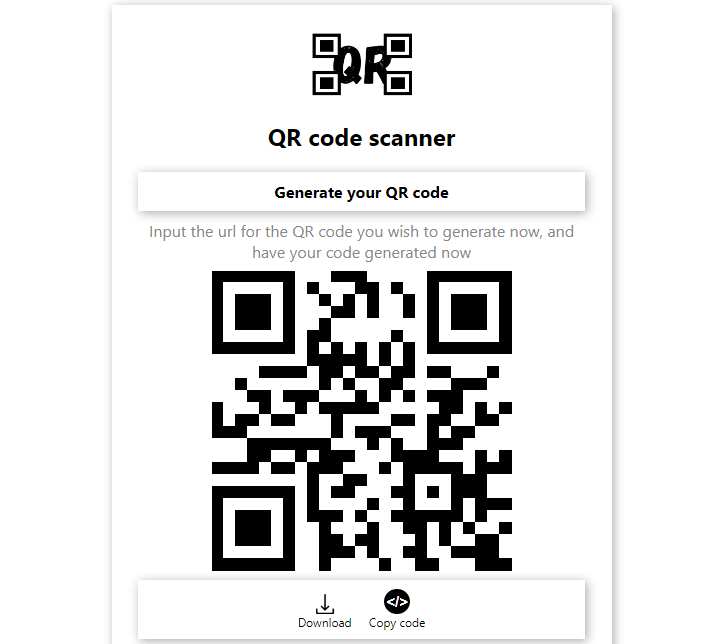 QR
QR code scanner
Generate your QR code
Input the url for the QR code you wish to generate now, and
have your code generated now
</>
Download
Copy code